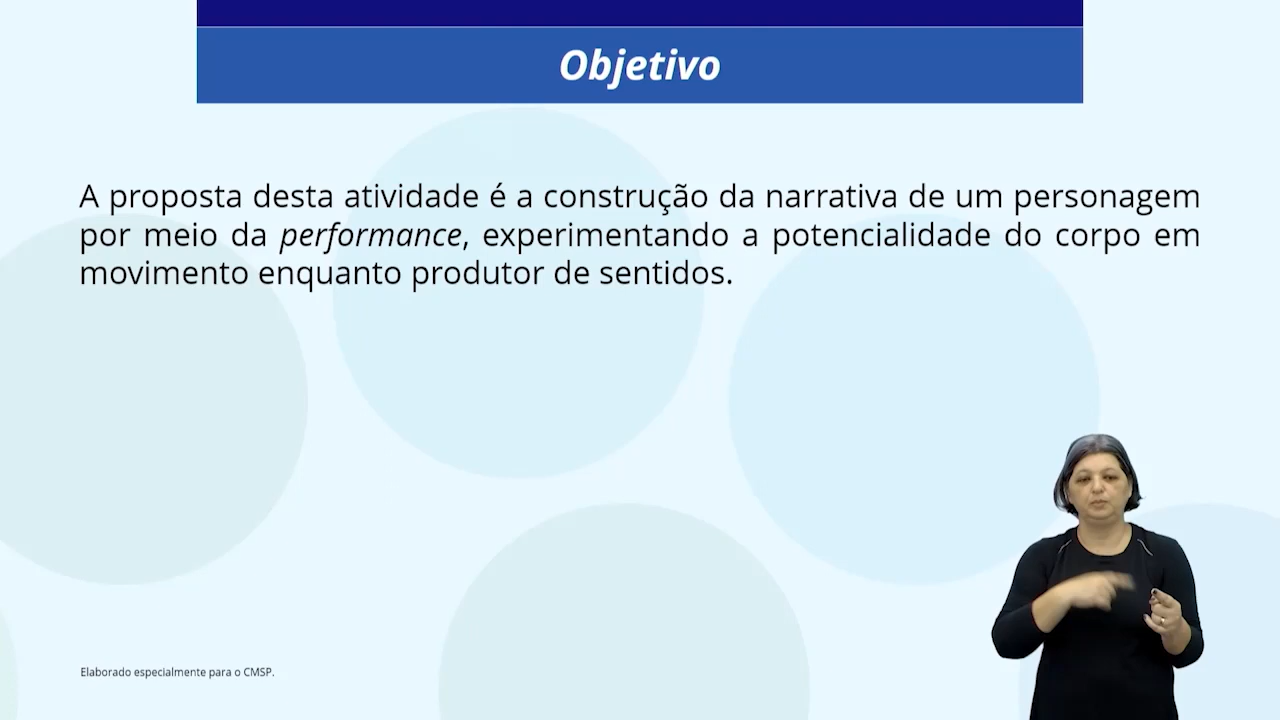 Objetivo
A proposta desta atividade é a construção da narrativa de um personagem
por meio da performance, experimentando a potencialidade do corpo em
movimento enquanto produtor de sentidos.
Elaborado especialmente para o CMSP.